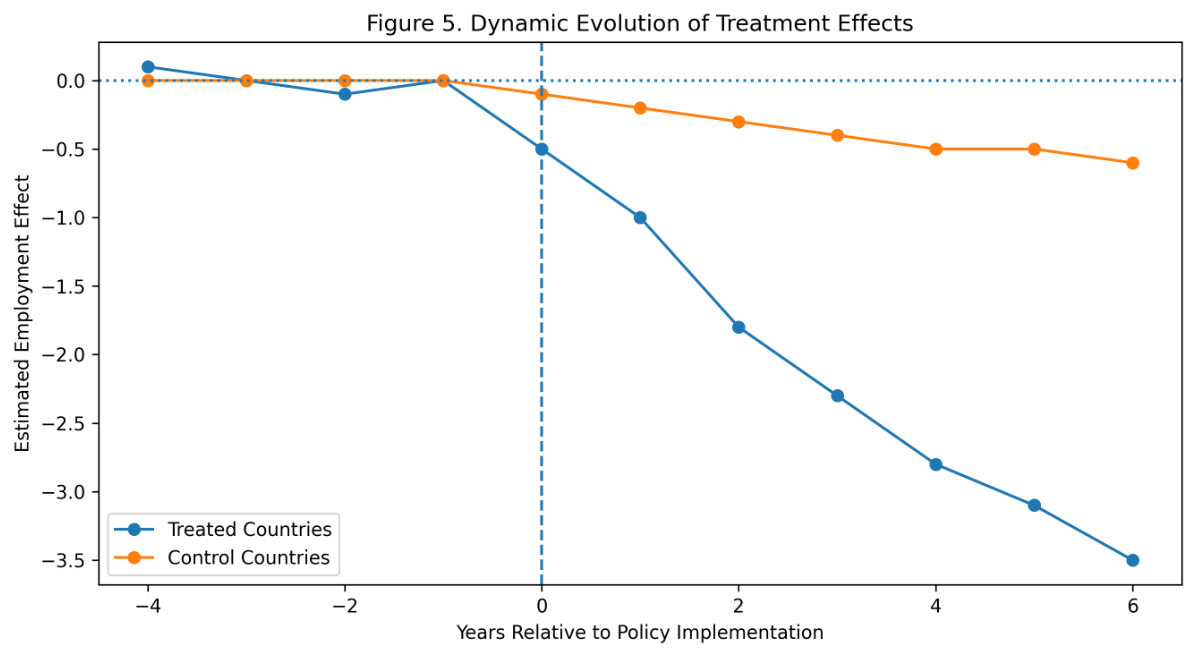 Figure 5. Dynamic Evolution of Treatment Effects
Estimated Employment Effect
0.0
−0.5
−1.0
−1.5
−2.0
−2.5
−3.0
−3.5
Treated Countries
Control Countries
−4 −2 0 2 4 6
Years Relative to Policy Implementation